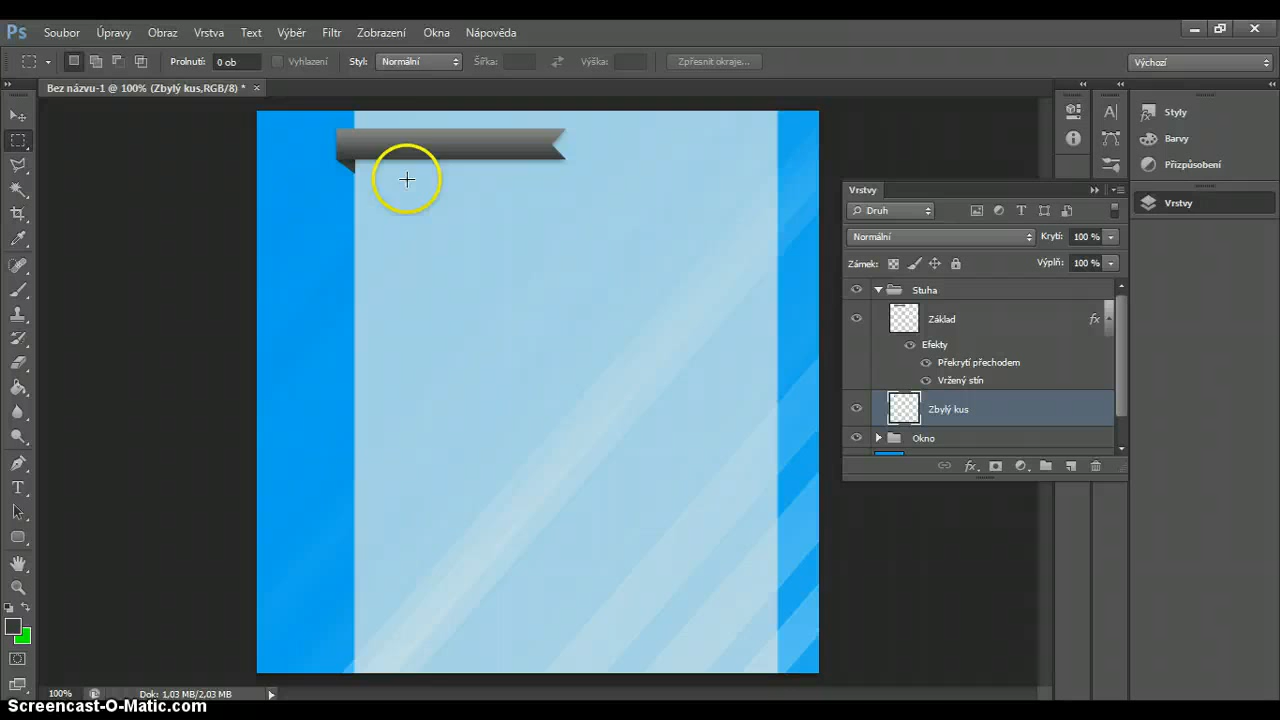 Ps Soubor Úpravy Obraz Vrstva Text Výběr Filtr Zobrazení Okna Nápověda
Prolnutí: 0 ob Vyhlazení Styl: Normální Šířka: Výška: Zpřesnit okraje... Výchozí
Bez názvu-1 @ 100% (Zbylý kus,RGB/8) * ×
Styly
Barvy
Přizpůsobení
Vrstvy
Vrstvy
Druh
Normální Krytí: 100 %
Zámek: Výplň: 100 %
Stuha
Základ fx
Efekty
Překrytí přechodem
Vržený stín
Zbylý kus
Okno
fx
100% Dok: 1,03 MB/2,03 MB
Screencast-O-Matic.com